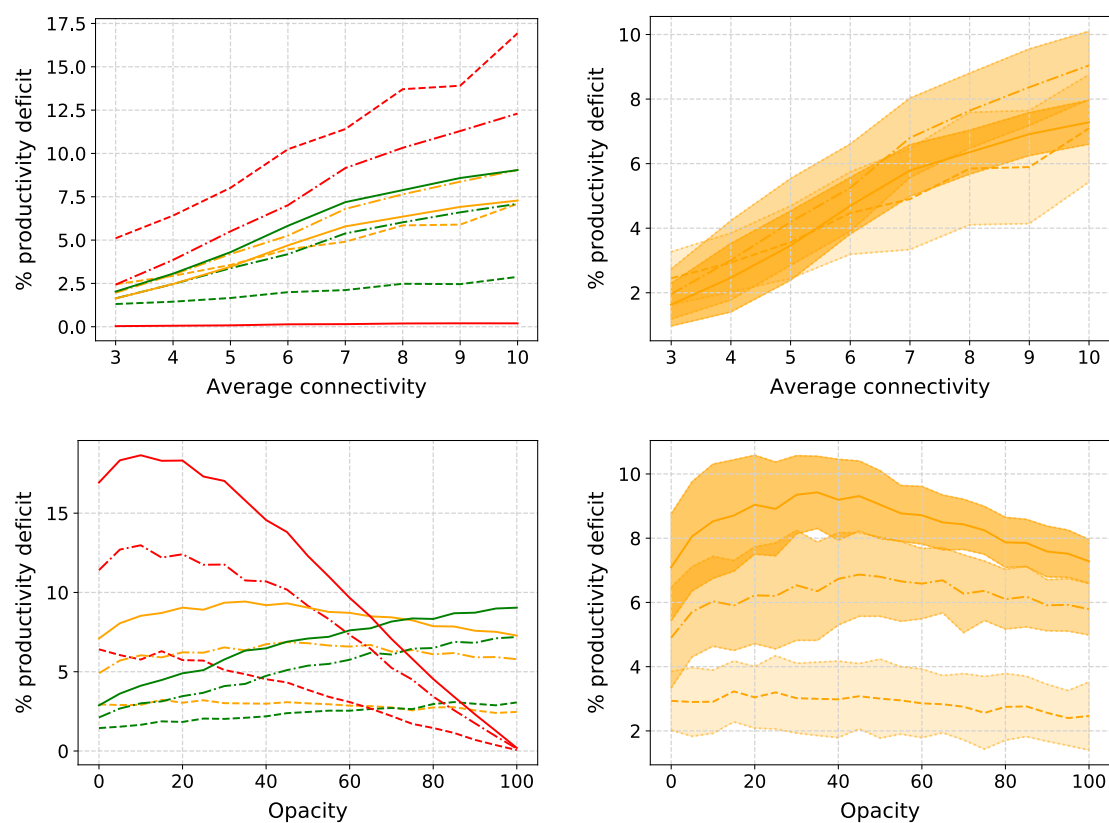 % productivity deficit
17.5
15.0
12.5
10.0
7.5
5.0
2.5
0.0
3 4 5 6 7 8 9 10
Average connectivity
% productivity deficit
10
8
6
4
2
3 4 5 6 7 8 9 10
Average connectivity
% productivity deficit
15
10
5
0
0 20 40 60 80 100
Opacity
% productivity deficit
10
8
6
4
2
0 20 40 60 80 100
Opacity